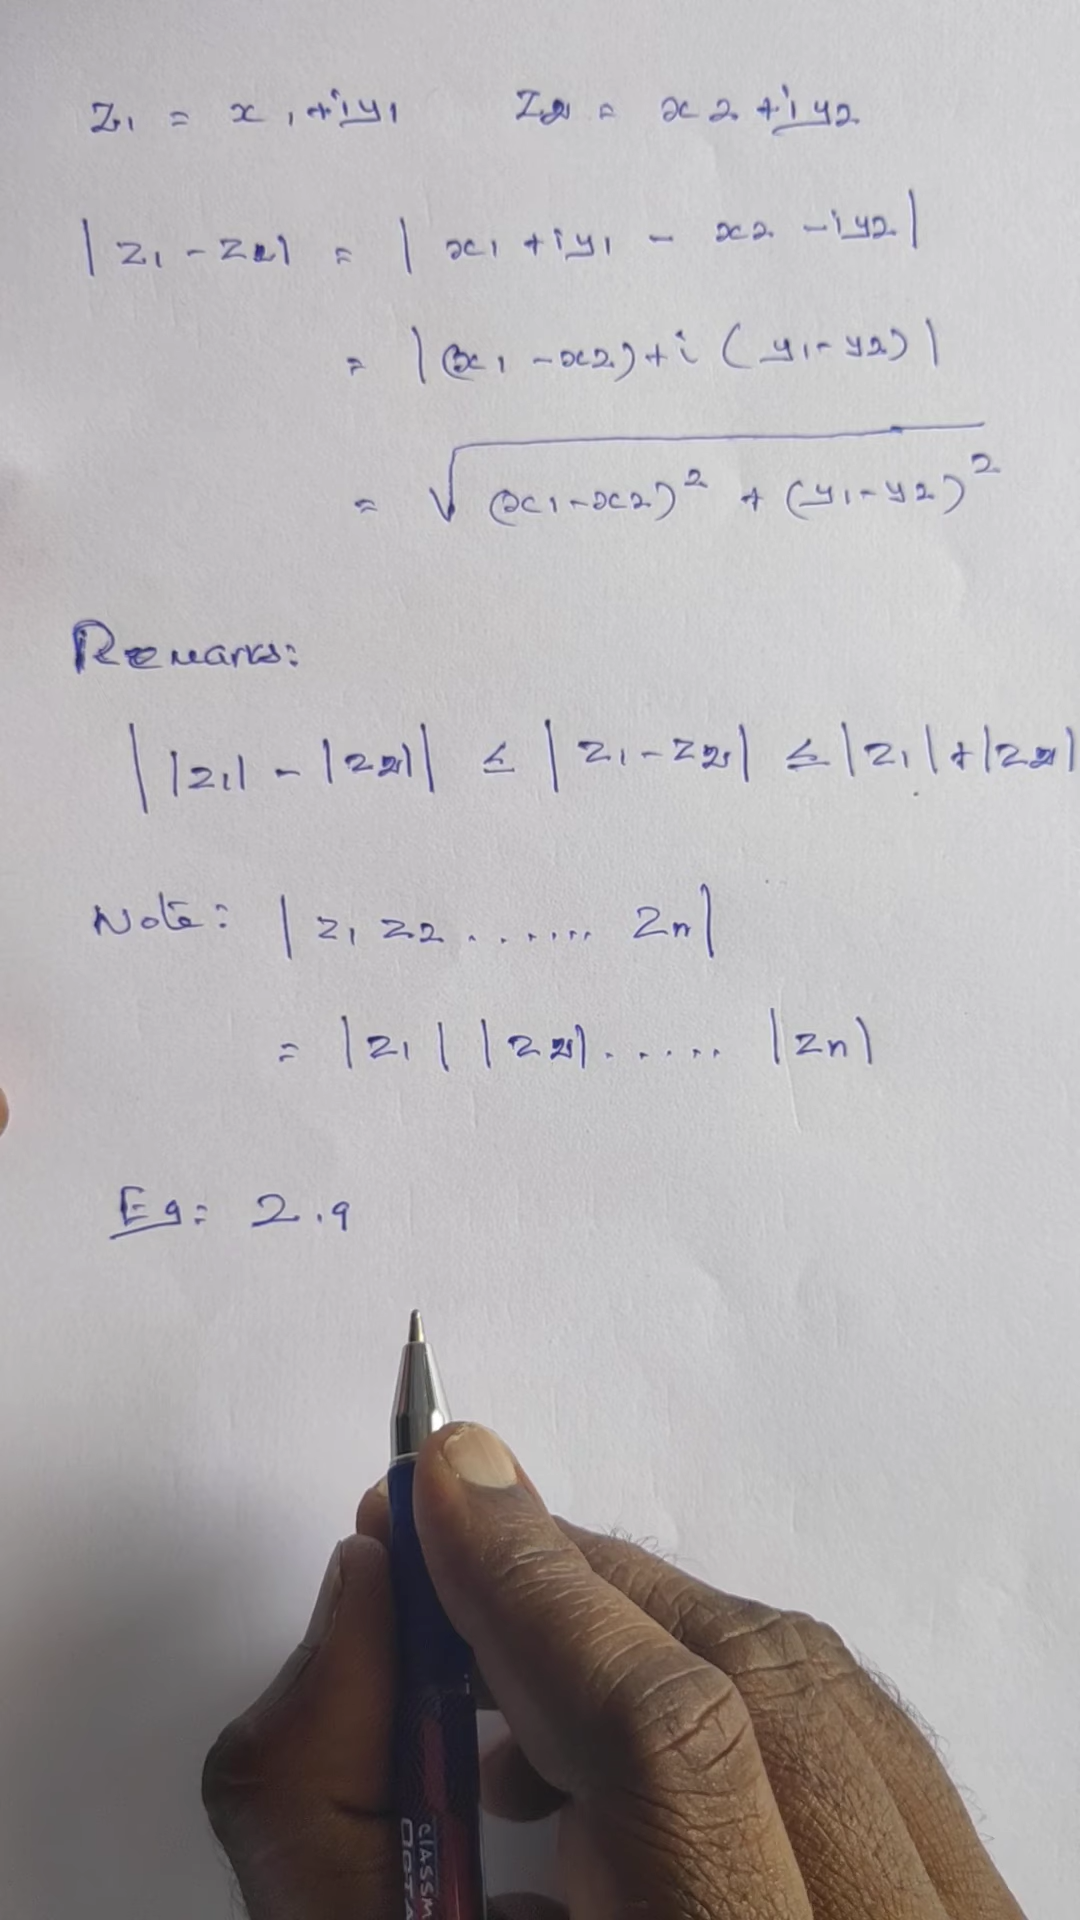 z1 = x1 + iy1 z2 = x2 + iy2
|z1 - z2| = |x1 + iy1 - x2 - iy2|
= |(x1 - x2) + i(y1 - y2)|
= √(x1 - x2)² + (y1 - y2)²
Remarks:
||z1| - |z2|| ≤ |z1 - z2| ≤ |z1| + |z2|
Note: |z1 z2 ....... zn|
= |z1| |z2| ...... |zn|
Eg: 2.9
CLASSM
OCTA